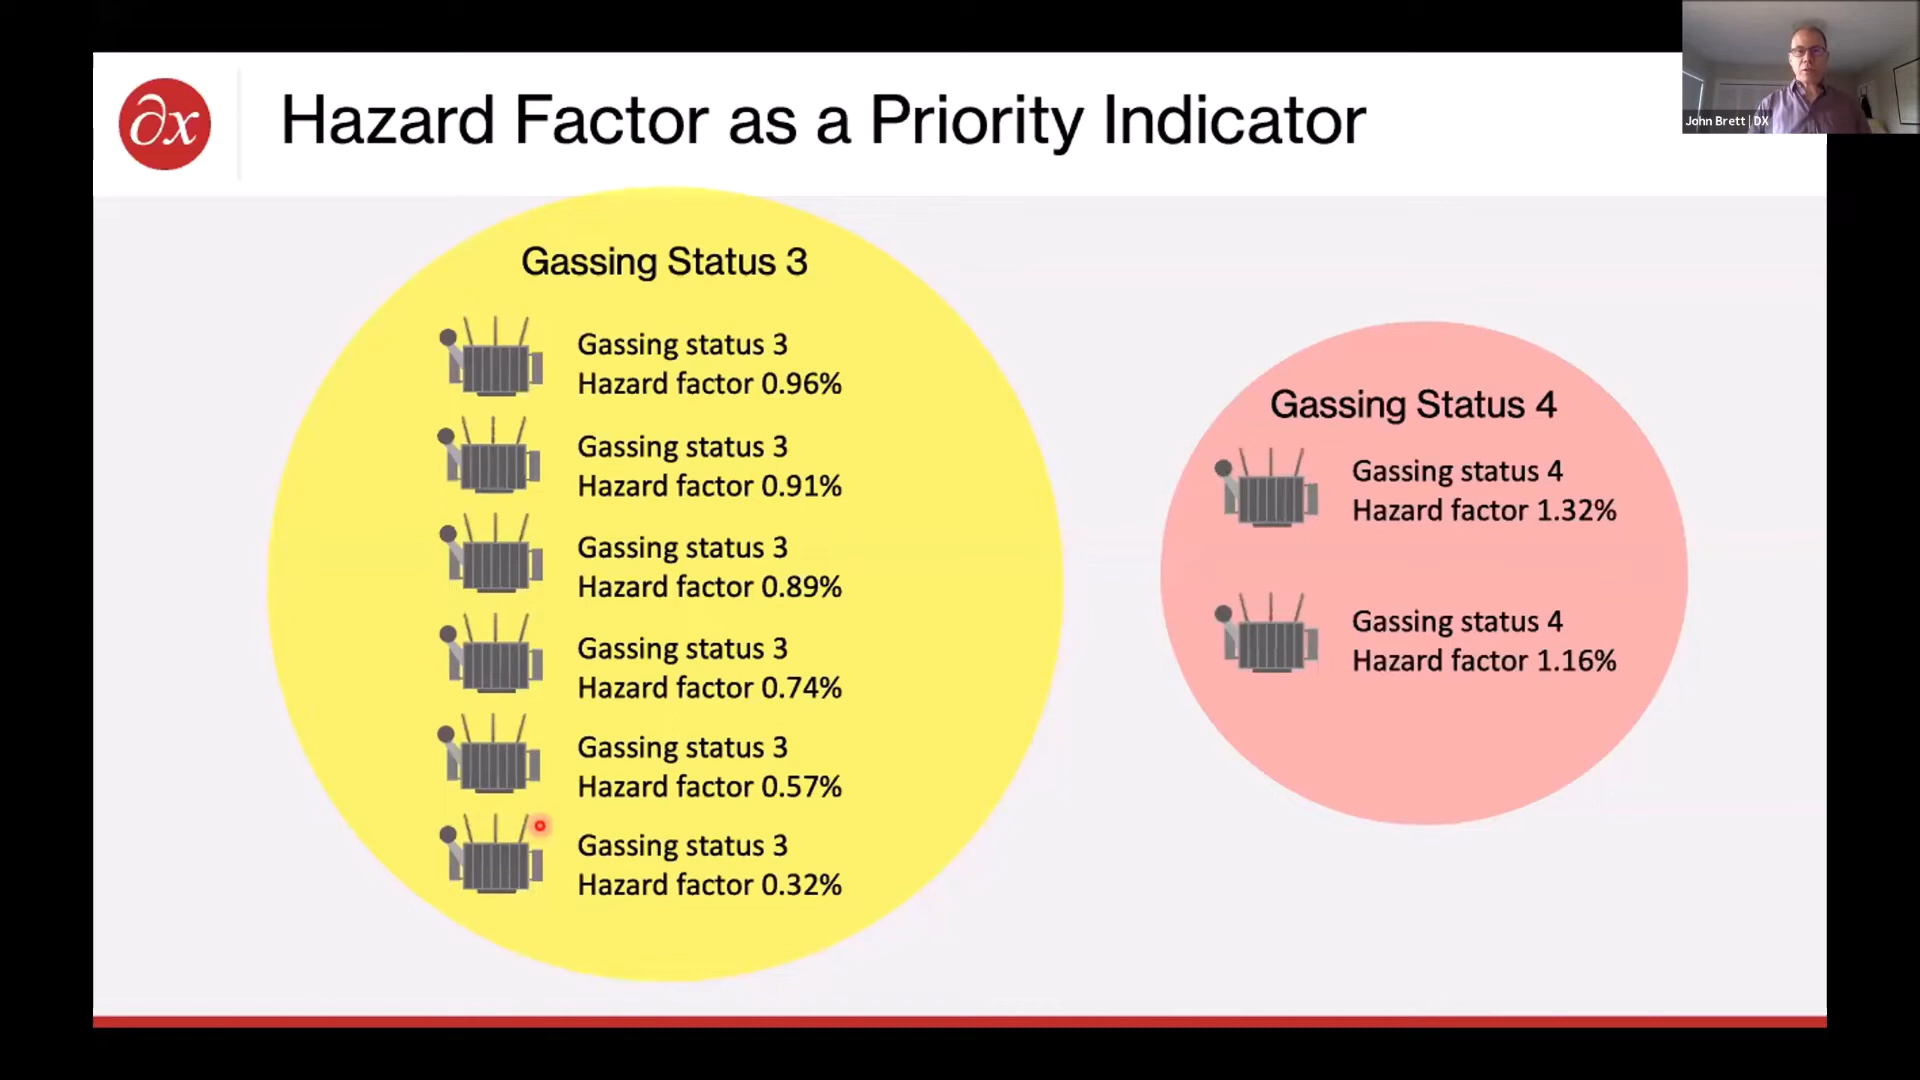 ∂x
Hazard Factor as a Priority Indicator
John Brett | DX
Gassing Status 3
Gassing status 3
Hazard factor 0.96%
Gassing status 3
Hazard factor 0.91%
Gassing status 3
Hazard factor 0.89%
Gassing status 3
Hazard factor 0.74%
Gassing status 3
Hazard factor 0.57%
Gassing status 3
Hazard factor 0.32%
Gassing Status 4
Gassing status 4
Hazard factor 1.32%
Gassing status 4
Hazard factor 1.16%